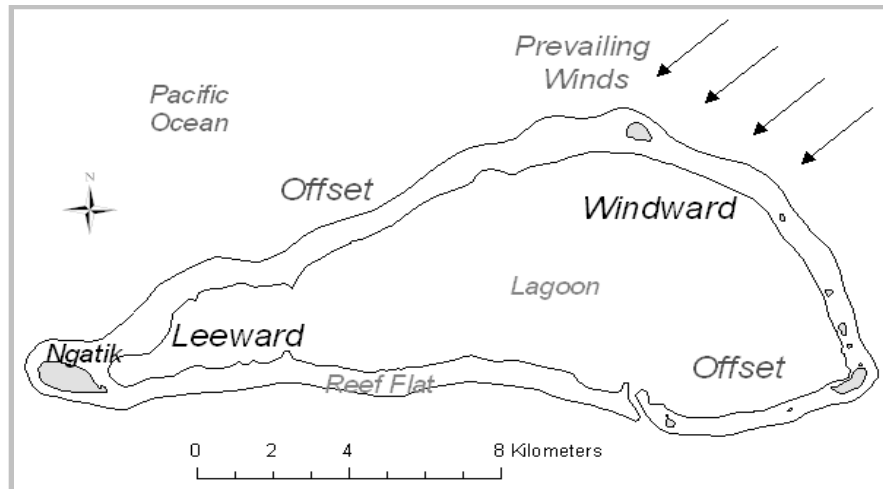 Prevailing
Winds
Pacific
Ocean
N
Offset
Windward
Lagoon
Leeward
Ngatik
Offset
Reef Flat
0 2 4 8 Kilometers